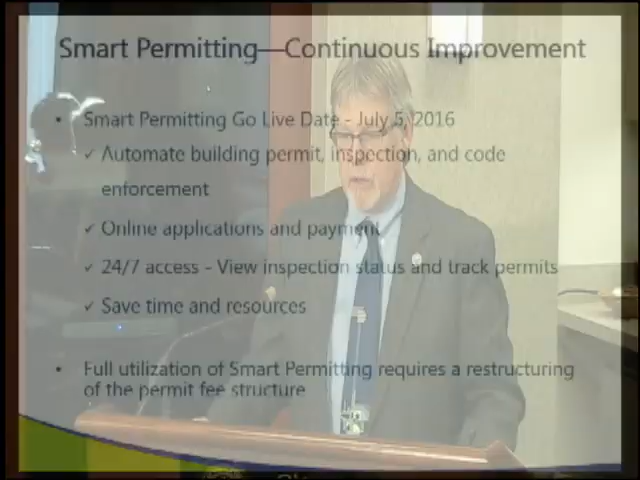 Smart Permitting—Continuous Improvement
• Smart Permitting Go Live Date - July 5, 2016
✓ Automate building permit, inspection, and code
enforcement
✓ Online applications and payment
✓ 24/7 access - View inspection status and track permits
✓ Save time and resources
• Full utilization of Smart Permitting requires a restructuring
of the permit fee structure